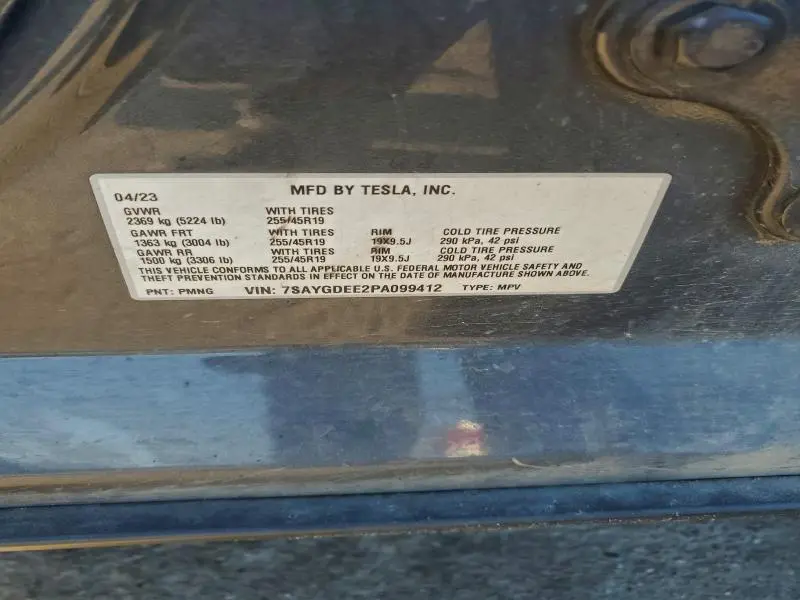 04/23 MFD BY TESLA, INC.
GVWR WITH TIRES
2369 kg (5224 lb) 255/45R19
GAWR FRT WITH TIRES RIM COLD TIRE PRESSURE
1363 kg (3004 lb) 255/45R19 19X9.5J 290 kPa, 42 psi
GAWR RR WITH TIRES RIM COLD TIRE PRESSURE
1500 kg (3306 lb) 255/45R19 19X9.5J 290 kPa, 42 psi
THIS VEHICLE CONFORMS TO ALL APPLICABLE U.S. FEDERAL MOTOR VEHICLE SAFETY AND
THEFT PREVENTION STANDARDS IN EFFECT ON THE DATE OF MANUFACTURE SHOWN ABOVE.
PNT: PMNG VIN: 7SAYGDEE2PA099412 TYPE: MPV